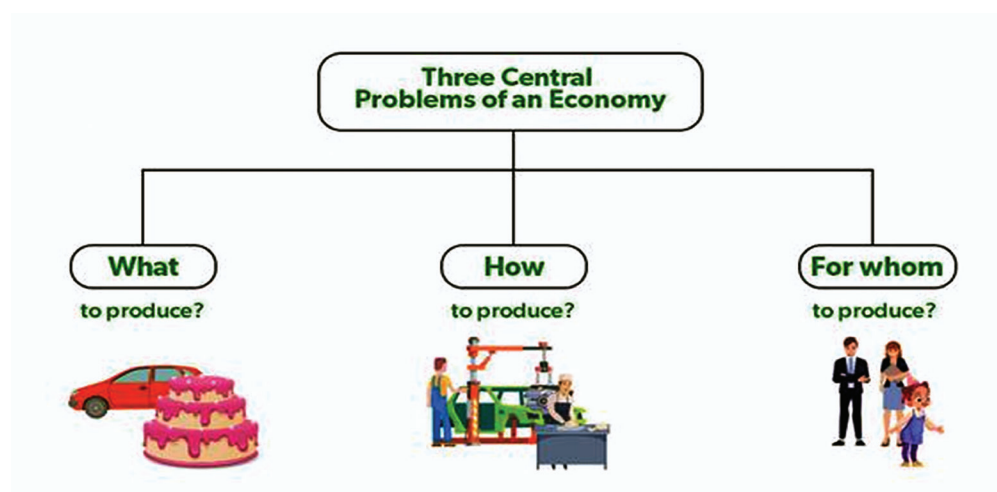 Three Central
Problems of an Economy
What
to produce?
How
to produce?
For whom
to produce?